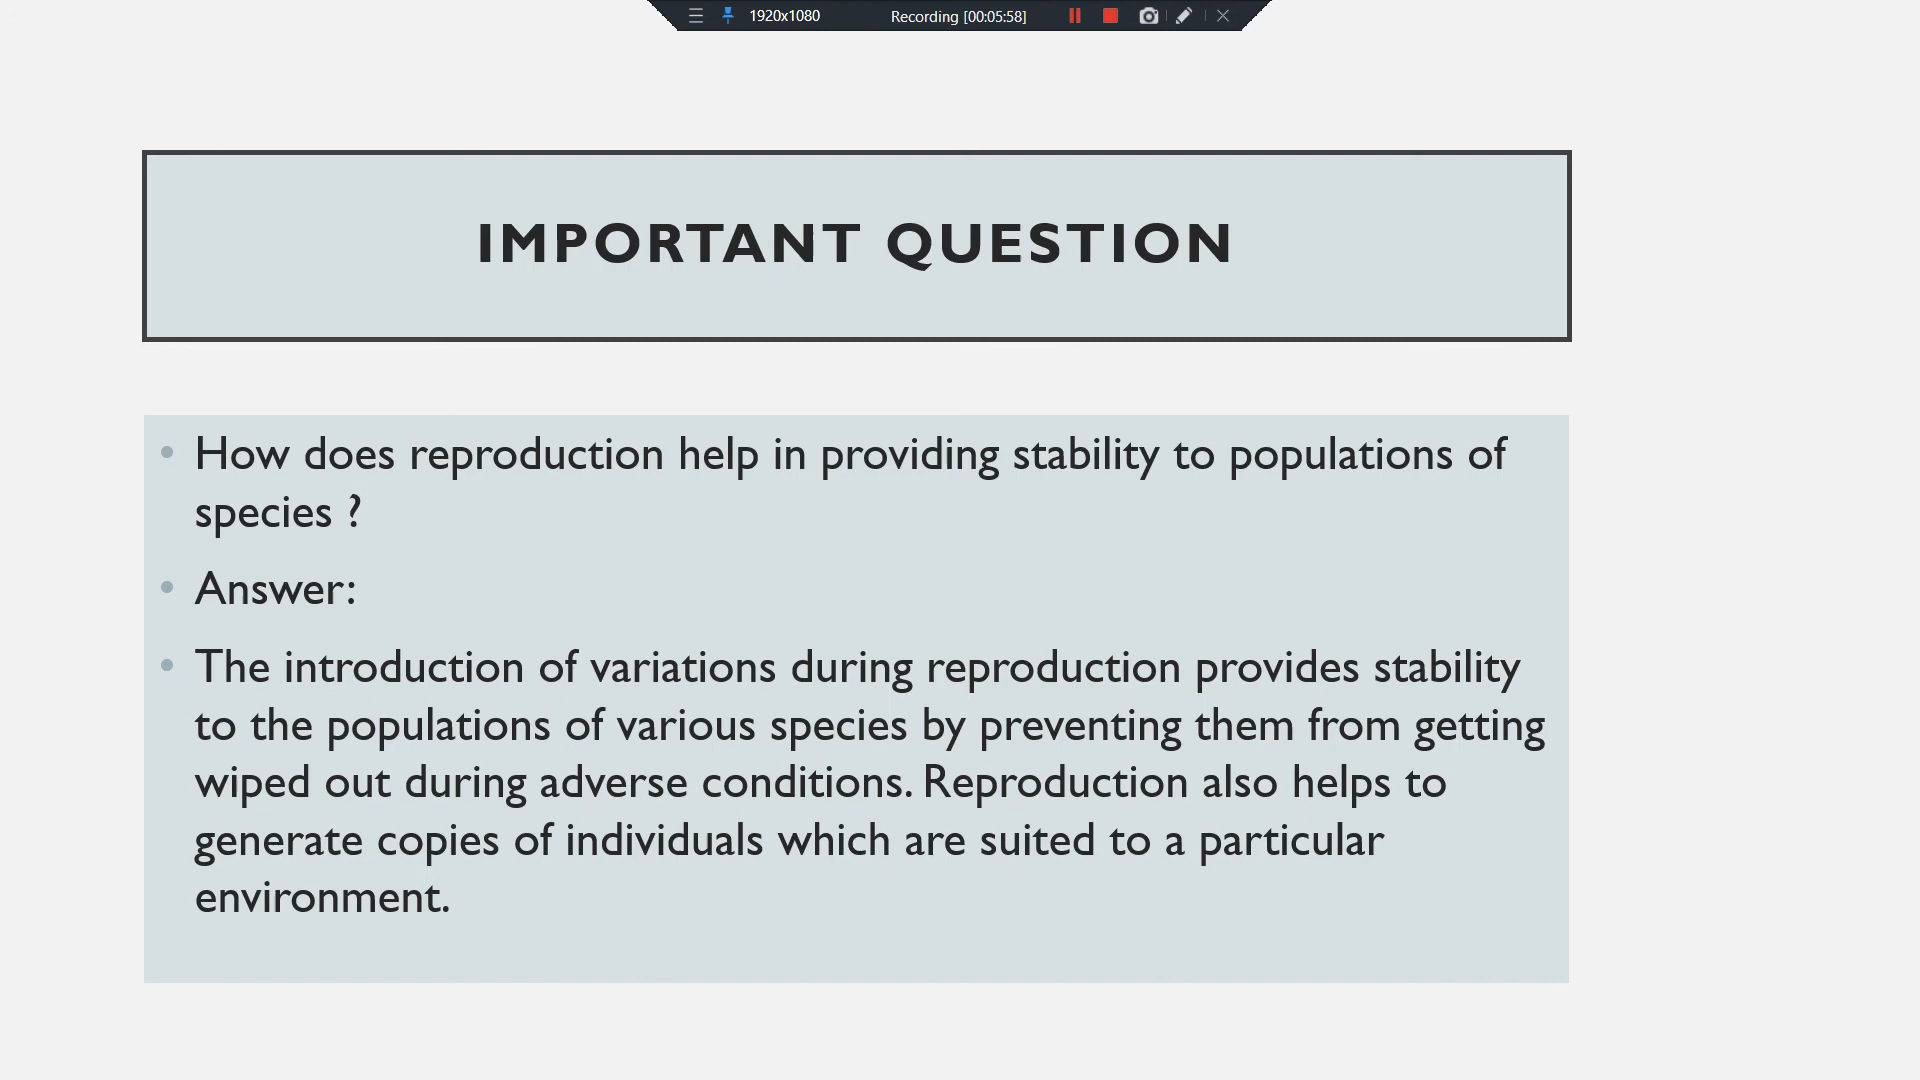 1920x1080 Recording [00:05:58]
IMPORTANT QUESTION
• How does reproduction help in providing stability to populations of
species ?
• Answer:
• The introduction of variations during reproduction provides stability
to the populations of various species by preventing them from getting
wiped out during adverse conditions. Reproduction also helps to
generate copies of individuals which are suited to a particular
environment.